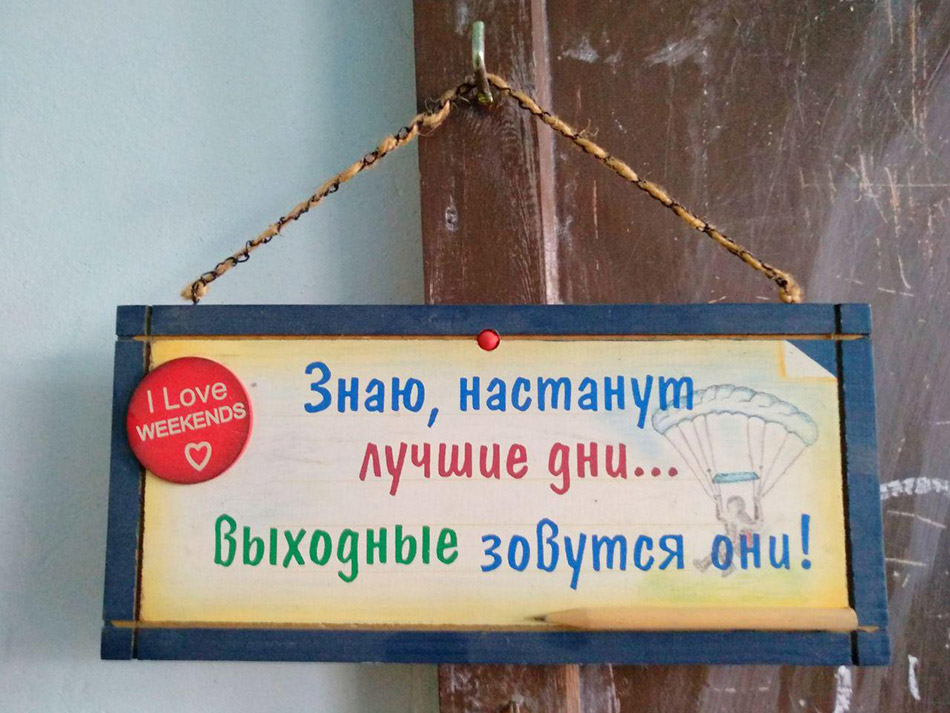 I Love
WEEKENDS
Знаю, настанут
лучшие дни...
Выходные зовутся они!